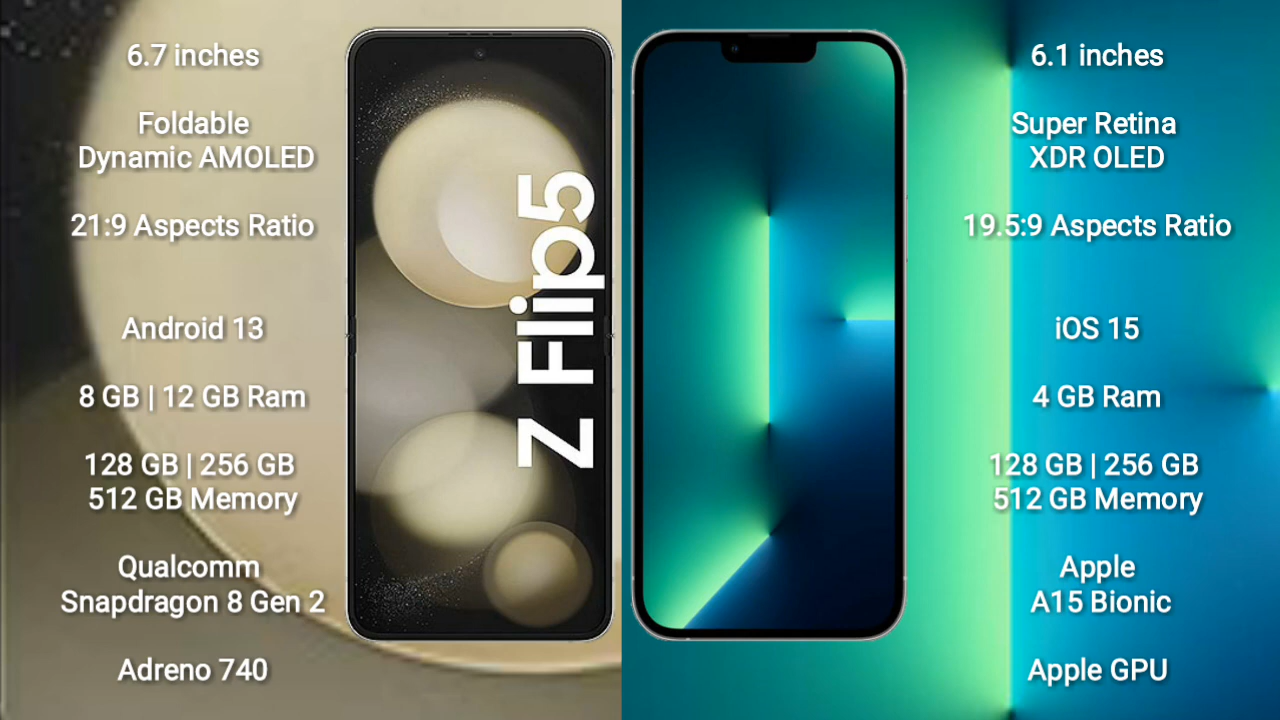 6.7 inches
Foldable
Dynamic AMOLED
21:9 Aspects Ratio
Android 13
8 GB | 12 GB Ram
128 GB | 256 GB
512 GB Memory
Qualcomm
Snapdragon 8 Gen 2
Adreno 740
Z Flip5
6.1 inches
Super Retina
XDR OLED
19.5:9 Aspects Ratio
iOS 15
4 GB Ram
128 GB | 256 GB
512 GB Memory
Apple
A15 Bionic
Apple GPU